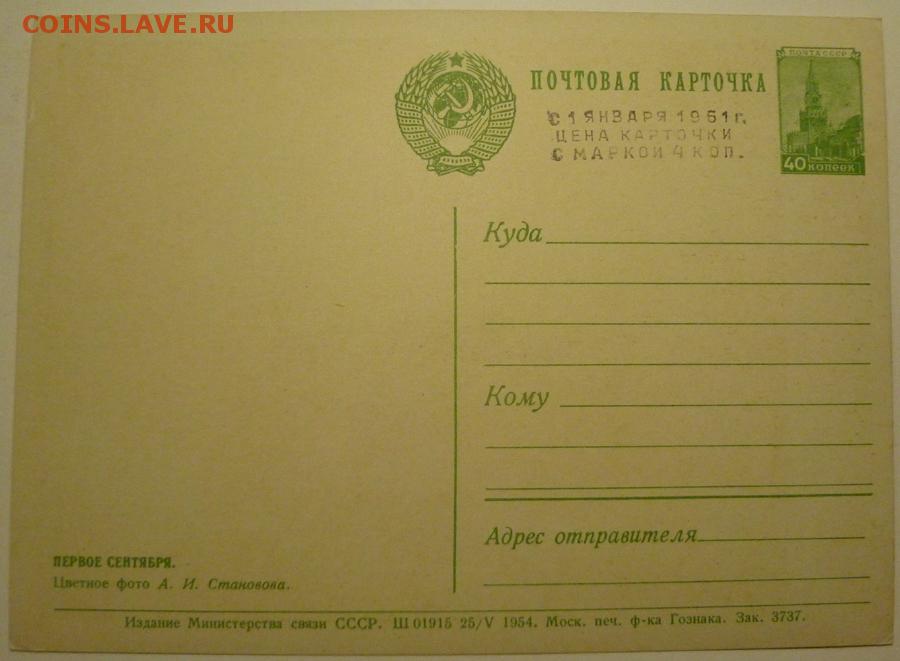 COINS.LAVE.RU
ПОЧТОВАЯ КАРТОЧКА
С 1 ЯНВАРЯ 1961 г.
ЦЕНА КАРТОЧКИ
С МАРКОЙ 4 КОП.
ПОЧТА СССР
40 КОПЕЕК
Куда
Кому
Адрес отправителя
ПЕРВОЕ СЕНТЯБРЯ.
Цветное фото А. И. Становова.
Издание Министерства связи СССР. Ш 01915 25/V 1954. Моск. печ. ф-ка Гознака. Зак. 3737.